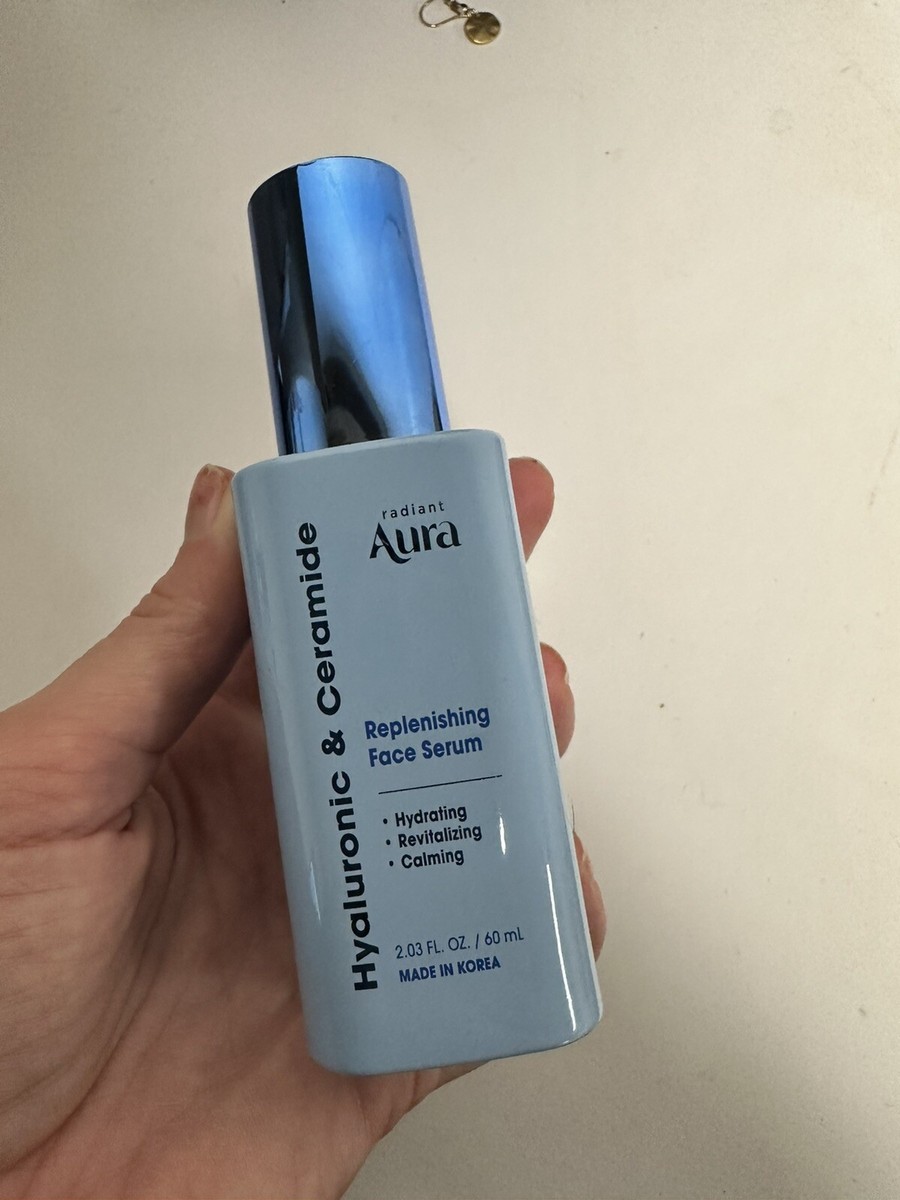 radiant
Aura
Hyaluronic & Ceramide
Replenishing
Face Serum
• Hydrating
• Revitalizing
• Calming
2.03 FL. OZ. / 60 mL
MADE IN KOREA